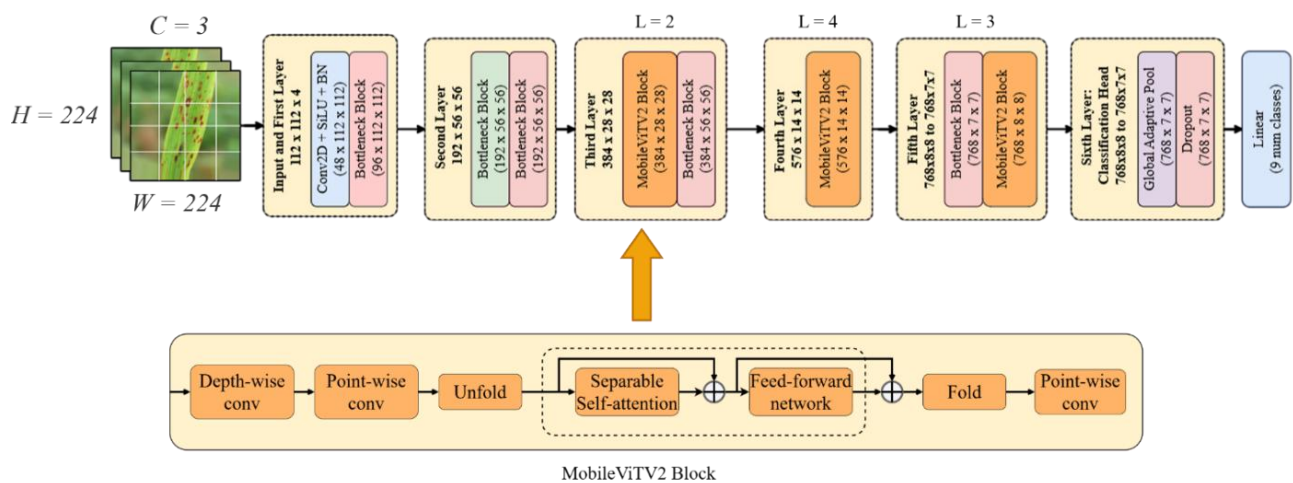 C = 3
H = 224
W = 224
Input and First Layer
112 x 112 x 4
Conv2D + SiLU + BN
(48 x 112 x 112)
Bottleneck Block
(96 x 112 x 112)
Second Layer
192 x 56 x 56
Bottleneck Block
(192 x 56 x 56)
Bottleneck Block
(192 x 56 x 56)
L = 2
Third Layer
384 x 28 x 28
MobileViTV2 Block
(384 x 28 x 28)
Bottleneck Block
(384 x 56 x 56)
L = 4
Fourth Layer
576 x 14 x 14
MobileViTV2 Block
(576 x 14 x 14)
L = 3
Fifth Layer
768x8x8 to 768x7x7
Bottleneck Block
(768 x 7 x 7)
MobileViTV2 Block
(768 x 8 x 8)
Sixth Layer:
Classification Head
768x8x8 to 768x7x7
Global Adaptive Pool
(768 x 7 x 7)
Dropout
(768 x 7 x 7)
Linear
(9 num classes)
Depth-wise
conv
Point-wise
conv
Unfold
Separable
Self-attention
Feed-forward
network
Fold
Point-wise
conv
MobileViTV2 Block